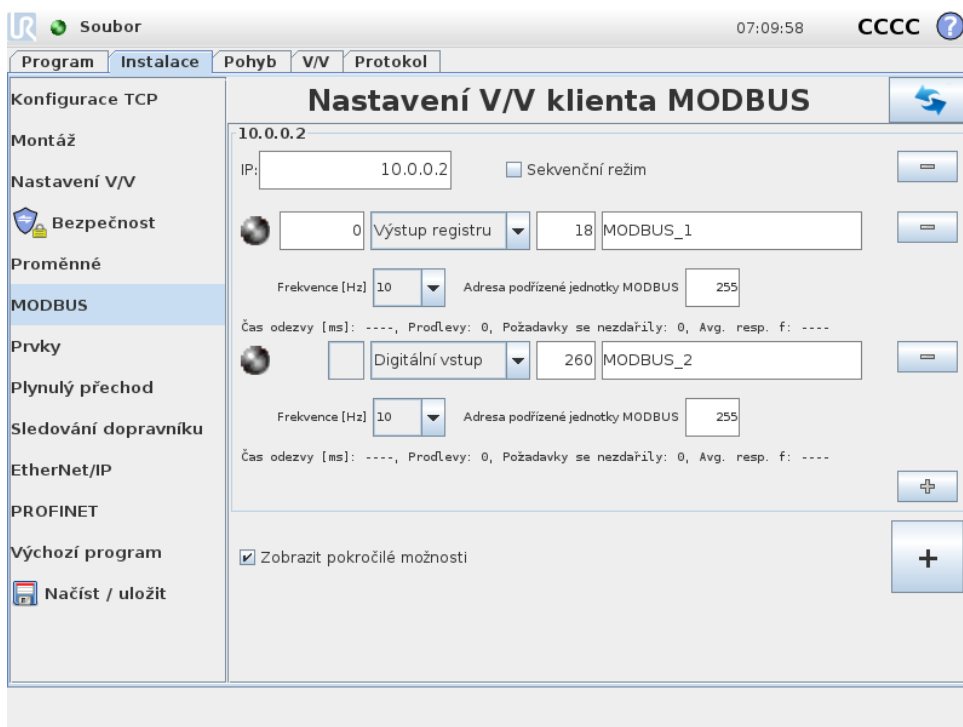 UR Soubor 07:09:58 CCCC ?
Program Instalace Pohyb V/V Protokol
Konfigurace TCP
Montáž
Nastavení V/V
Bezpečnost
Proměnné
MODBUS
Prvky
Plynulý přechod
Sledování dopravníku
EtherNet/IP
PROFINET
Výchozí program
Načíst / uložit
Nastavení V/V klienta MODBUS
10.0.0.2
IP: 10.0.0.2 Sekvenční režim
0 Výstup registru 18 MODBUS_1
Frekvence [Hz] 10 Adresa podřízené jednotky MODBUS 255
Čas odezvy [ms]: ----, Prodlevy: 0, Požadavky se nezdařily: 0, Avg. resp. f: ----
Digitální vstup 260 MODBUS_2
Frekvence [Hz] 10 Adresa podřízené jednotky MODBUS 255
Čas odezvy [ms]: ----, Prodlevy: 0, Požadavky se nezdařily: 0, Avg. resp. f: ----
Zobrazit pokročilé možnosti